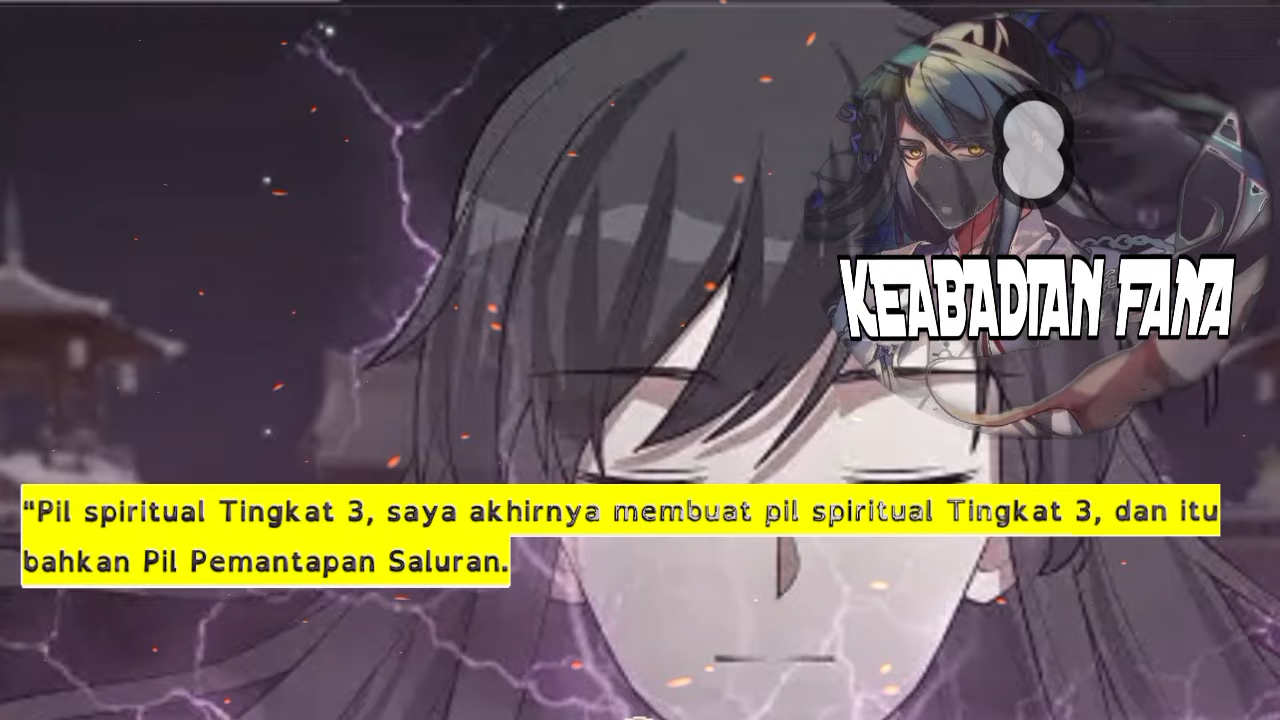 8
KEABADIAN FANA
"Pil spiritual Tingkat 3, saya akhirnya membuat pil spiritual Tingkat 3, dan itu
bahkan Pil Pemantapan Saluran.